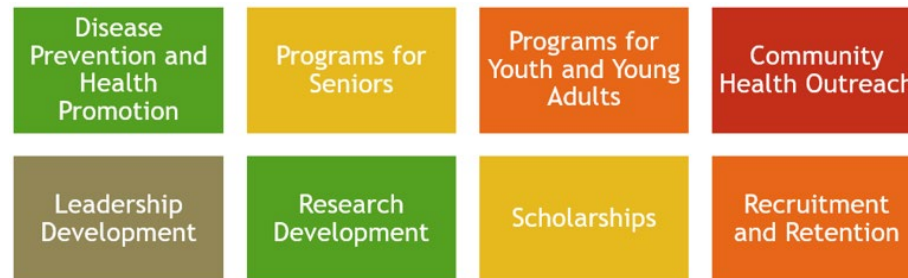 Disease
Prevention and
Health
Promotion
Programs for
Seniors
Programs for
Youth and Young
Adults
Community
Health Outreach
Leadership
Development
Research
Development
Scholarships
Recruitment
and Retention